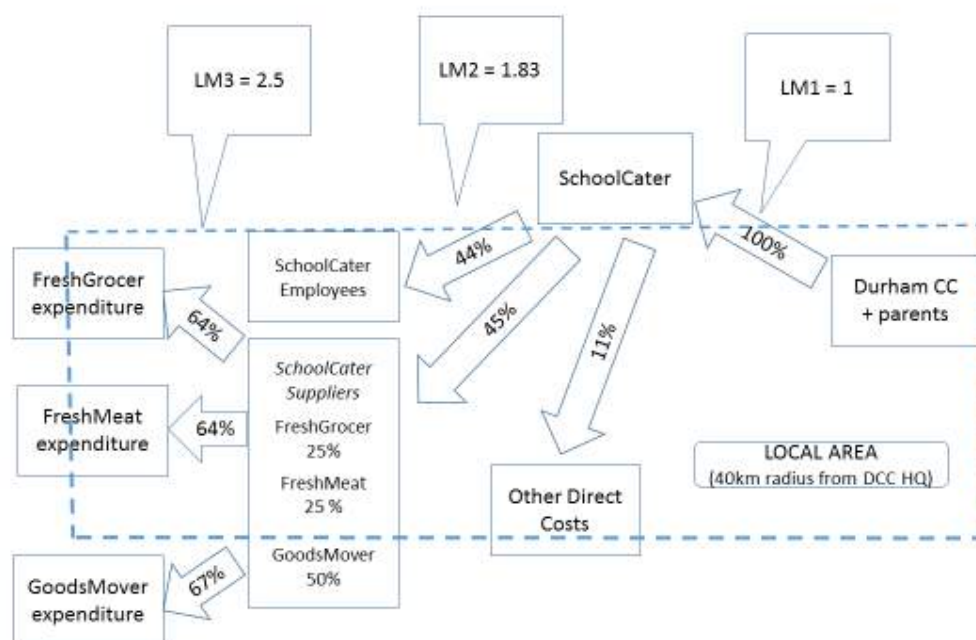 LM3 = 2.5
LM2 = 1.83
LM1 = 1
SchoolCater
100%
Durham CC
+ parents
44%
45%
11%
SchoolCater
Employees
FreshGrocer
expenditure
64%
SchoolCater
Suppliers
FreshGrocer
25%
FreshMeat
25 %
GoodsMover
50%
FreshMeat
expenditure
64%
GoodsMover
expenditure
67%
Other Direct
Costs
LOCAL AREA
(40km radius from DCC HQ)